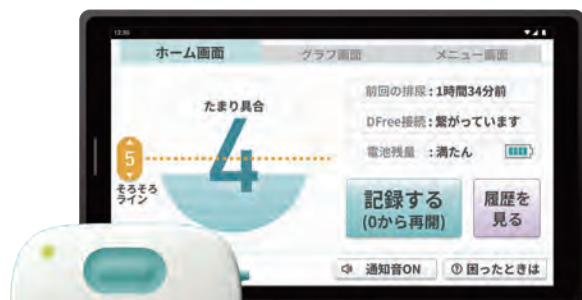 12:30
ホーム画面
グラフ画面
メニュー画面
たまり具合
4
5
そろそろ
ライン
前回の排尿:1時間34分前
DFree接続:繋がっています
電池残量:満たん
記録する
(0から再開)
履歴を
見る
通知音ON
困ったときは